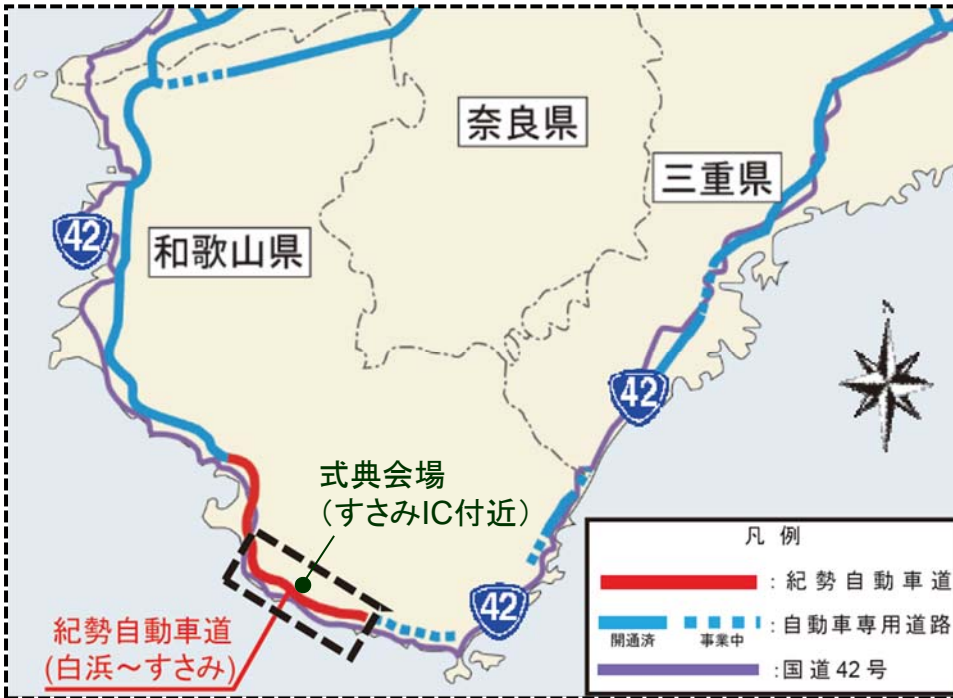 奈良県
三重県
42
和歌山県
42
式典会場
（すさみIC付近）
42
紀勢自動車道
(白浜～すさみ)
凡 例
：紀勢自動車道
開通済
事業中
：自動車専用道路
：国道42号
N